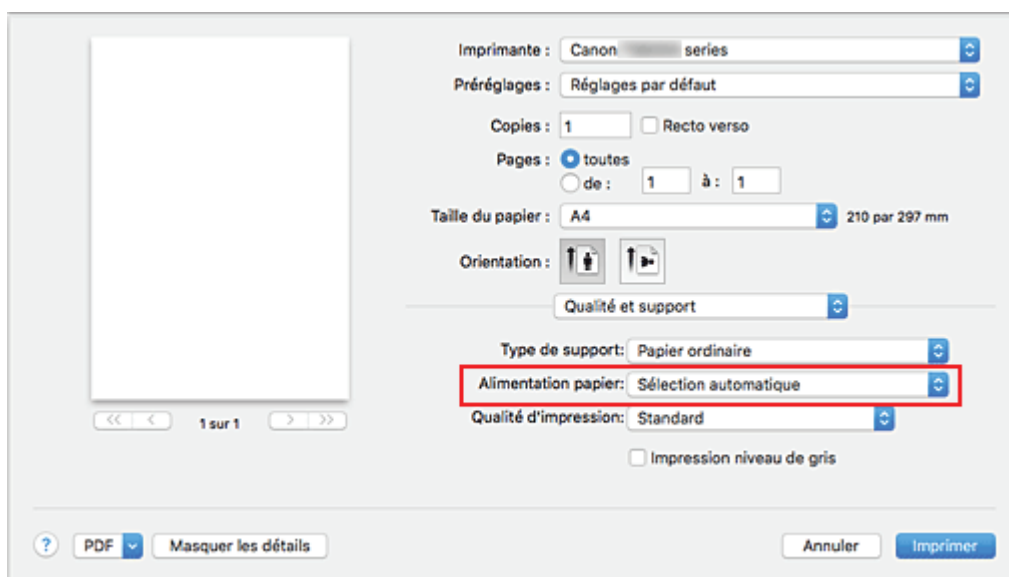 Imprimante : Canon series
Préréglages : Réglages par défaut
Copies : 1 Recto verso
Pages : toutes
de : 1 à : 1
Taille du papier : A4 210 par 297 mm
Orientation :
Qualité et support
Type de support: Papier ordinaire
Alimentation papier: Sélection automatique
1 sur 1
Qualité d'impression: Standard
Impression niveau de gris
? PDF Masquer les détails Annuler Imprimer